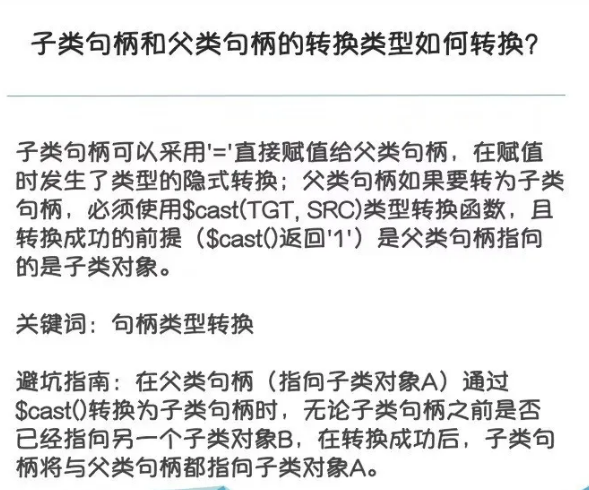 子类句柄和父类句柄的转换类型如何转换?
子类句柄可以采用'='直接赋值给父类句柄，在赋值
时发生了类型的隐式转换；父类句柄如果要转为子类
句柄，必须使用$cast(TGT, SRC)类型转换函数，且
转换成功的前提（$cast()返回'1'）是父类句柄指向
的是子类对象。
关键词：句柄类型转换
避坑指南：在父类句柄（指向子类对象A）通过
$cast()转换为子类句柄时，无论子类句柄之前是否
已经指向另一个子类对象B，在转换成功后，子类句
柄将与父类句柄都指向子类对象A。